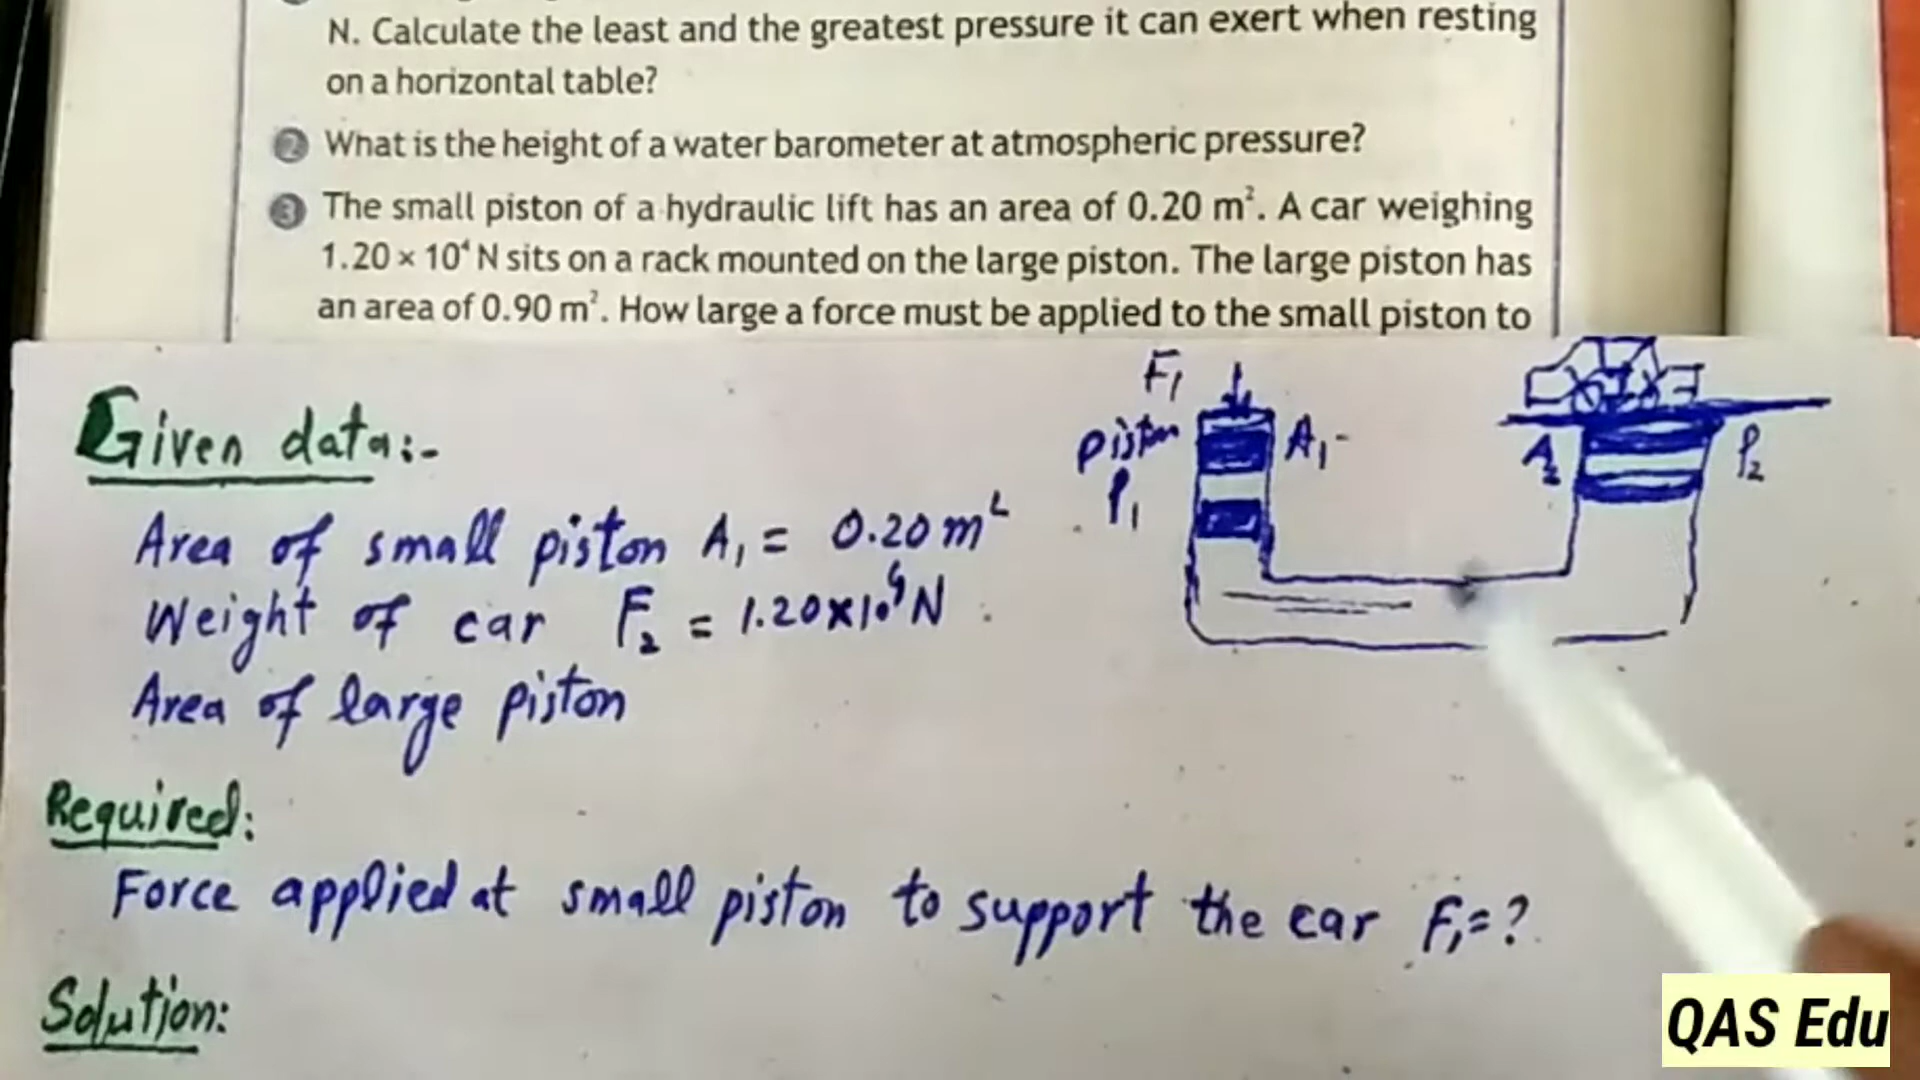 N. Calculate the least and the greatest pressure it can exert when resting
on a horizontal table?
2 What is the height of a water barometer at atmospheric pressure?
3 The small piston of a hydraulic lift has an area of 0.20 m². A car weighing
1.20 × 10⁴ N sits on a rack mounted on the large piston. The large piston has
an area of 0.90 m². How large a force must be applied to the small piston to
Given data:-
Area of small piston A₁ = 0.20 m²
Weight of car F₂ = 1.20×10⁴N
Area of large piston
F₁
piston
P₁
A₁
A₂
P₂
Required:
Force applied at small piston to support the car F₁=?
Solution:
QAS Edu